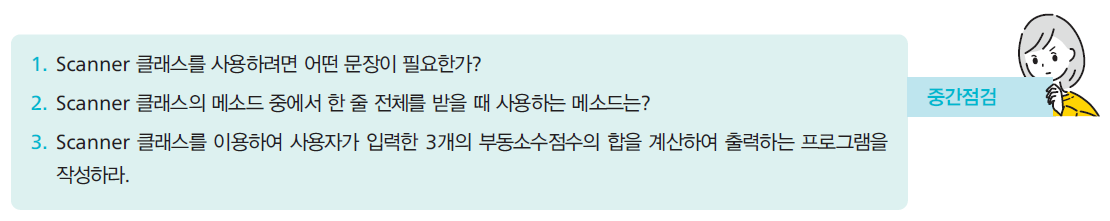 1. Scanner 클래스를 사용하려면 어떤 문장이 필요한가?
2. Scanner 클래스의 메소드 중에서 한 줄 전체를 받을 때 사용하는 메소드는?
3. Scanner 클래스를 이용하여 사용자가 입력한 3개의 부동소수점수의 합을 계산하여 출력하는 프로그램을
작성하라.
중간점검